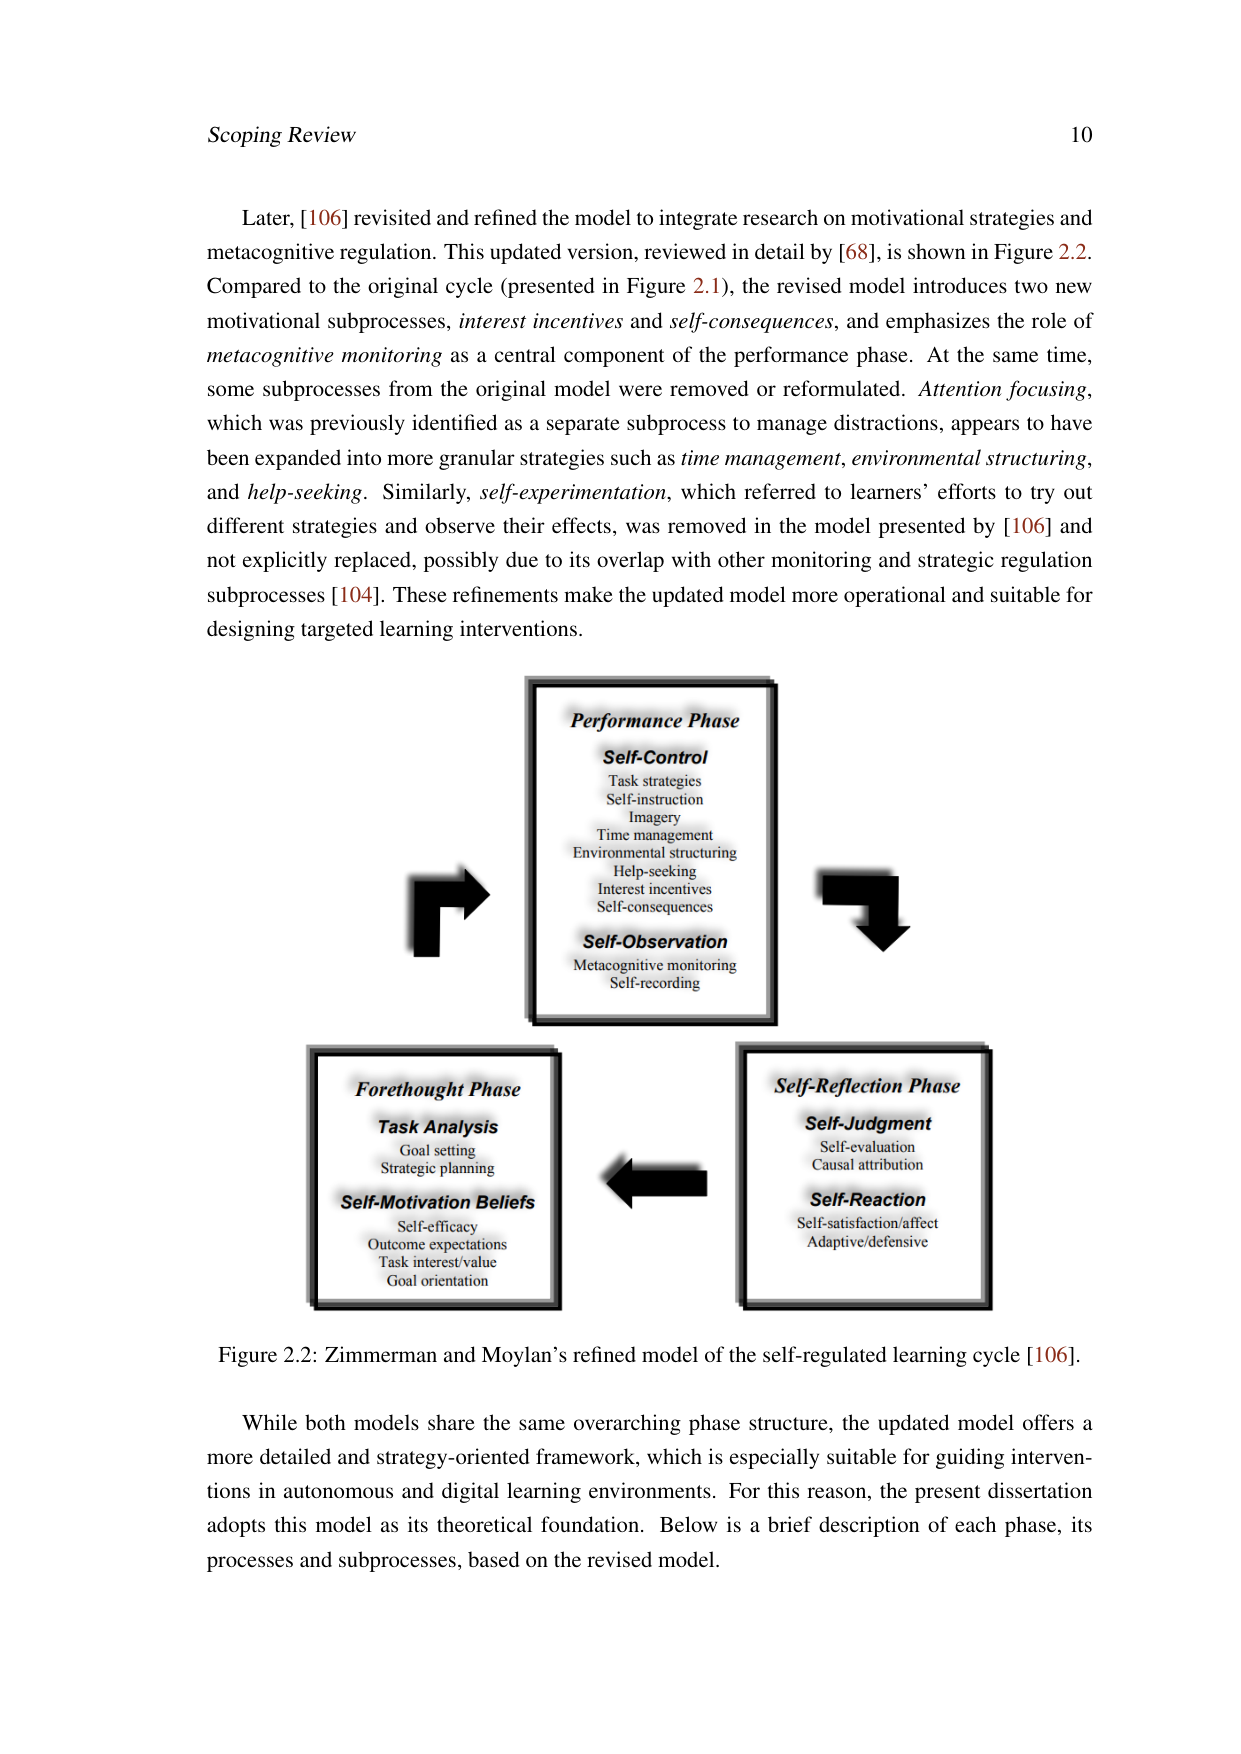 Scoping Review 10
Later, [106] revisited and refined the model to integrate research on motivational strategies and
metacognitive regulation. This updated version, reviewed in detail by [68], is shown in Figure 2.2.
Compared to the original cycle (presented in Figure 2.1), the revised model introduces two new
motivational subprocesses, interest incentives and self-consequences, and emphasizes the role of
metacognitive monitoring as a central component of the performance phase. At the same time,
some subprocesses from the original model were removed or reformulated. Attention focusing,
which was previously identified as a separate subprocess to manage distractions, appears to have
been expanded into more granular strategies such as time management, environmental structuring,
and help-seeking. Similarly, self-experimentation, which referred to learners’ efforts to try out
different strategies and observe their effects, was removed in the model presented by [106] and
not explicitly replaced, possibly due to its overlap with other monitoring and strategic regulation
subprocesses [104]. These refinements make the updated model more operational and suitable for
designing targeted learning interventions.
Performance Phase
Self-Control
Task strategies
Self-instruction
Imagery
Time management
Environmental structuring
Help-seeking
Interest incentives
Self-consequences
Self-Observation
Metacognitive monitoring
Self-recording
Forethought Phase
Task Analysis
Goal setting
Strategic planning
Self-Motivation Beliefs
Self-efficacy
Outcome expectations
Task interest/value
Goal orientation
Self-Reflection Phase
Self-Judgment
Self-evaluation
Causal attribution
Self-Reaction
Self-satisfaction/affect
Adaptive/defensive
Figure 2.2: Zimmerman and Moylan’s refined model of the self-regulated learning cycle [106].
While both models share the same overarching phase structure, the updated model offers a
more detailed and strategy-oriented framework, which is especially suitable for guiding interven-
tions in autonomous and digital learning environments. For this reason, the present dissertation
adopts this model as its theoretical foundation. Below is a brief description of each phase, its
processes and subprocesses, based on the revised model.